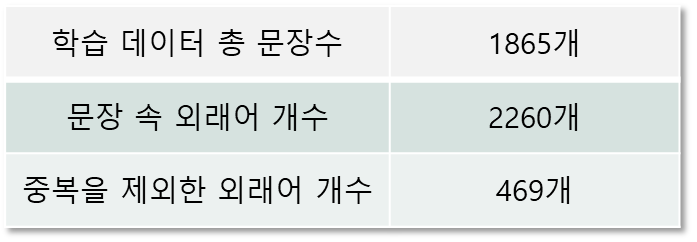 학습 데이터 총 문장수 1865개
문장 속 외래어 개수 2260개
중복을 제외한 외래어 개수 469개